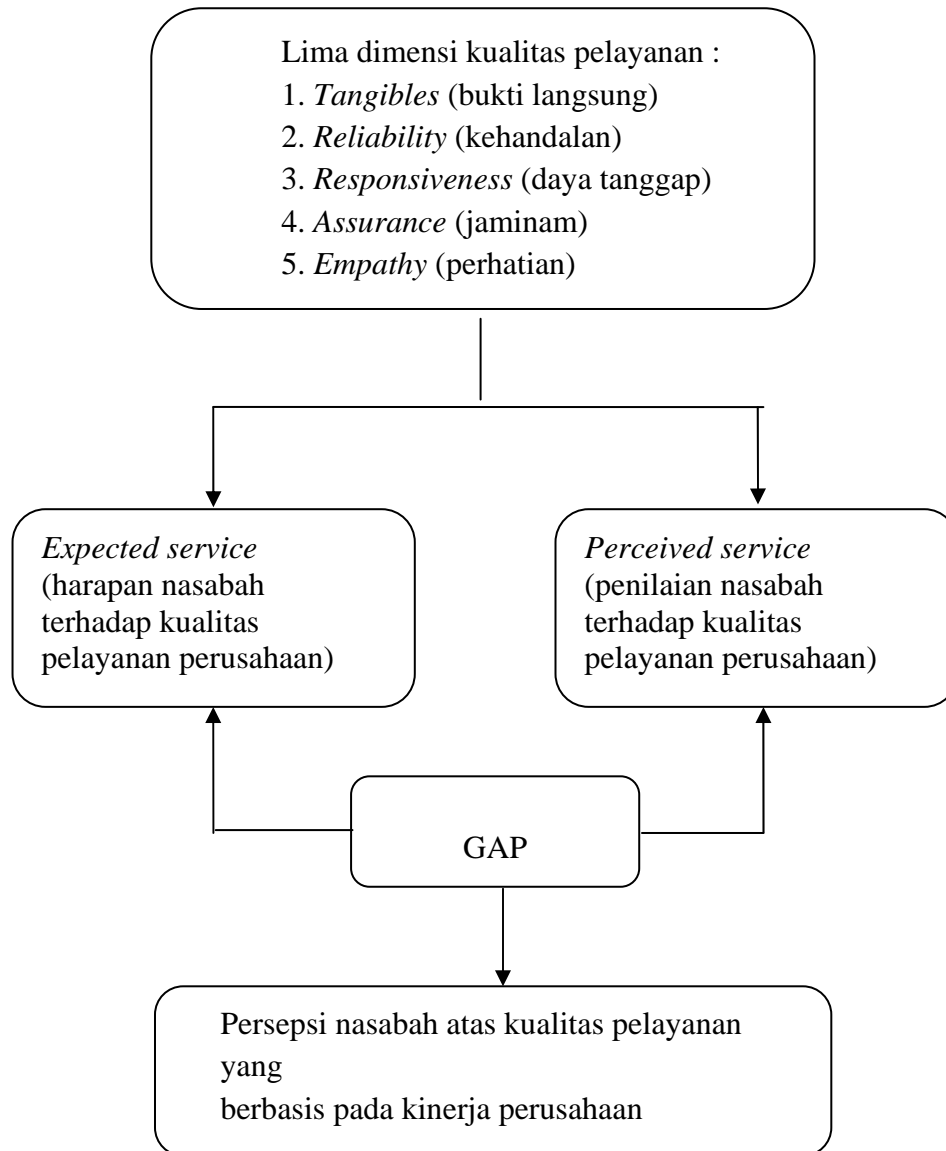 Lima dimensi kualitas pelayanan :
1. Tangibles (bukti langsung)
2. Reliability (kehandalan)
3. Responsiveness (daya tanggap)
4. Assurance (jaminam)
5. Empathy (perhatian)
Expected service
(harapan nasabah
terhadap kualitas
pelayanan perusahaan)
Perceived service
(penilaian nasabah
terhadap kualitas
pelayanan perusahaan)
GAP
Persepsi nasabah atas kualitas pelayanan
yang
berbasis pada kinerja perusahaan